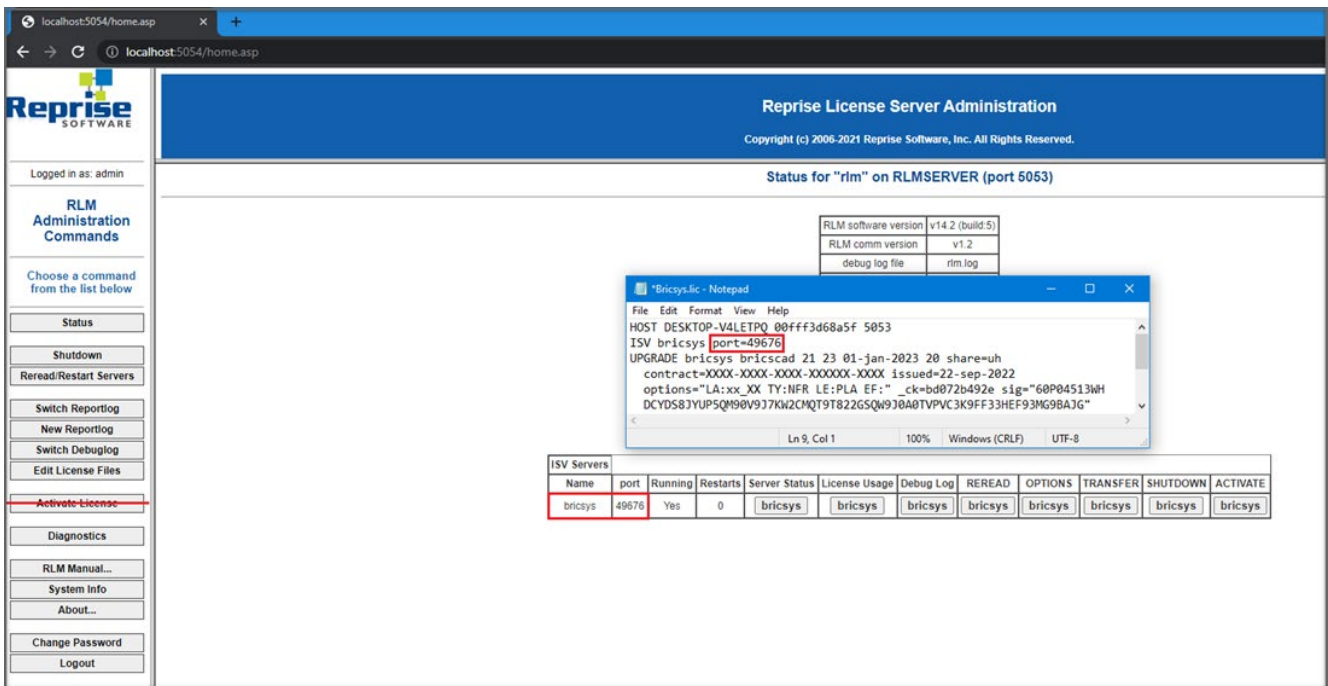 localhost:5054/home.asp
localhost:5054/home.asp
Reprise
SOFTWARE
Reprise License Server Administration
Copyright (c) 2006-2021 Reprise Software, Inc. All Rights Reserved.
Logged in as: admin
RLM
Administration
Commands
Choose a command
from the list below
Status
Shutdown
Reread/Restart Servers
Switch Reportlog
New Reportlog
Switch Debuglog
Edit License Files
Activate License
Diagnostics
RLM Manual...
System Info
About...
Change Password
Logout
Status for "rlm" on RLMSERVER (port 5053)
RLM software version v14.2 (build:5)
RLM comm version v1.2
debug log file rlm.log
*Bricsys.lic - Notepad
File Edit Format View Help
HOST DESKTOP-V4LETPQ 00fff3d68a5f 5053
ISV bricsys port=49676
UPGRADE bricsys bricscad 21 23 01-jan-2023 20 share=uh
contract=XXXX-XXXX-XXXX-XXXXXX-XXXX issued=22-sep-2022
options="LA:xx_XX TY:NFR LE:PLA EF:" _ck=bd072b492e sig="60P04513WH
DCYDS8JYUP5QM90V9J7KW2CMQT9T822GSQW9J0A0TVPVC3K9FF33HEF93MG9BAJG"
Ln 9, Col 1 100% Windows (CRLF) UTF-8
ISV Servers
Name port Running Restarts Server Status License Usage Debug Log REREAD OPTIONS TRANSFER SHUTDOWN ACTIVATE
bricsys 49676 Yes 0 bricsys bricsys bricsys bricsys bricsys bricsys bricsys bricsys